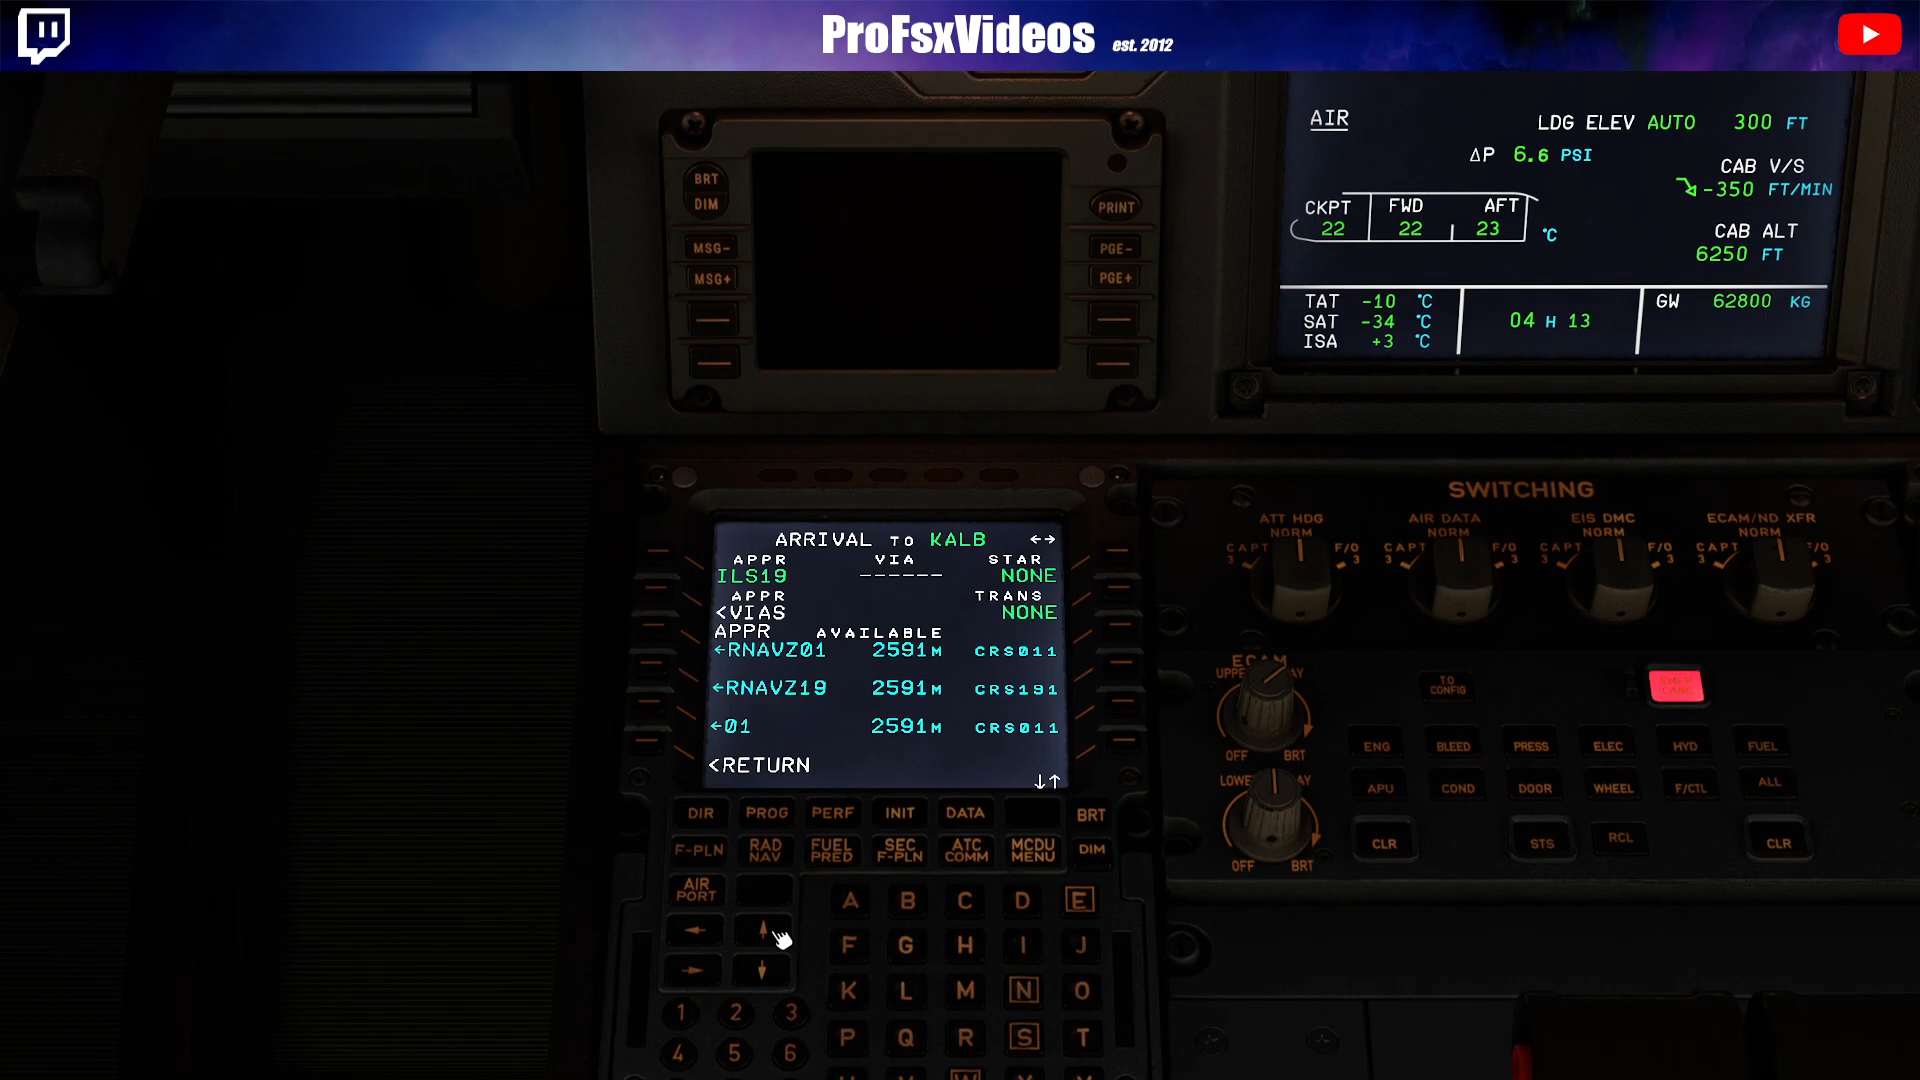 ProFsxVideos est. 2012
BRT
DIM
MSG-
MSG+
PRINT
PGE-
PGE+
AIR
LDG ELEV AUTO 300 FT
ΔP 6.6 PSI
CAB V/S
-350 FT/MIN
CKPT FWD AFT
22 22 23 °C
CAB ALT
6250 FT
TAT -10 °C
SAT -34 °C
ISA +3 °C
04 H 13
GW 62800 KG
ARRIVAL TO KALB ←→
APPR VIA STAR
ILS19 ------ NONE
APPR TRANS
<VIAS NONE
APPR AVAILABLE
←RNAVZ01 2591M CRS011
←RNAVZ19 2591M CRS191
←01 2591M CRS011
<RETURN
↓↑
DIR PROG PERF INIT DATA BRT
F-PLN RAD NAV FUEL PRED SEC F-PLN ATC COMM MCDU MENU DIM
AIR PORT
A B C D E
F G H I J
K L M N O
1 2 3
P Q R S T
4 5 6
SWITCHING
ATT HDG AIR DATA EIS DMC ECAM/ND XFR
NORM NORM NORM NORM
CAPT 3 F/O 3 CAPT 3 F/O 3 CAPT 3 F/O 3 CAPT 3 F/O 3
ECAM
OFF BRT
OFF BRT
T.O CONFIG
ENG BLEED PRESS ELEC HYD FUEL
APU COND DOOR WHEEL F/CTL ALL
CLR STS RCL CLR